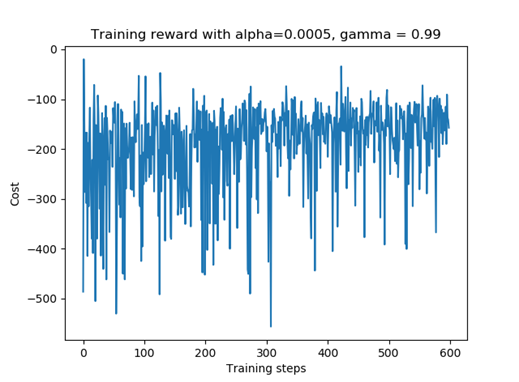 Training reward with alpha=0.0005, gamma = 0.99
0
−100
−200
−300
−400
−500
Cost
0 100 200 300 400 500 600
Training steps